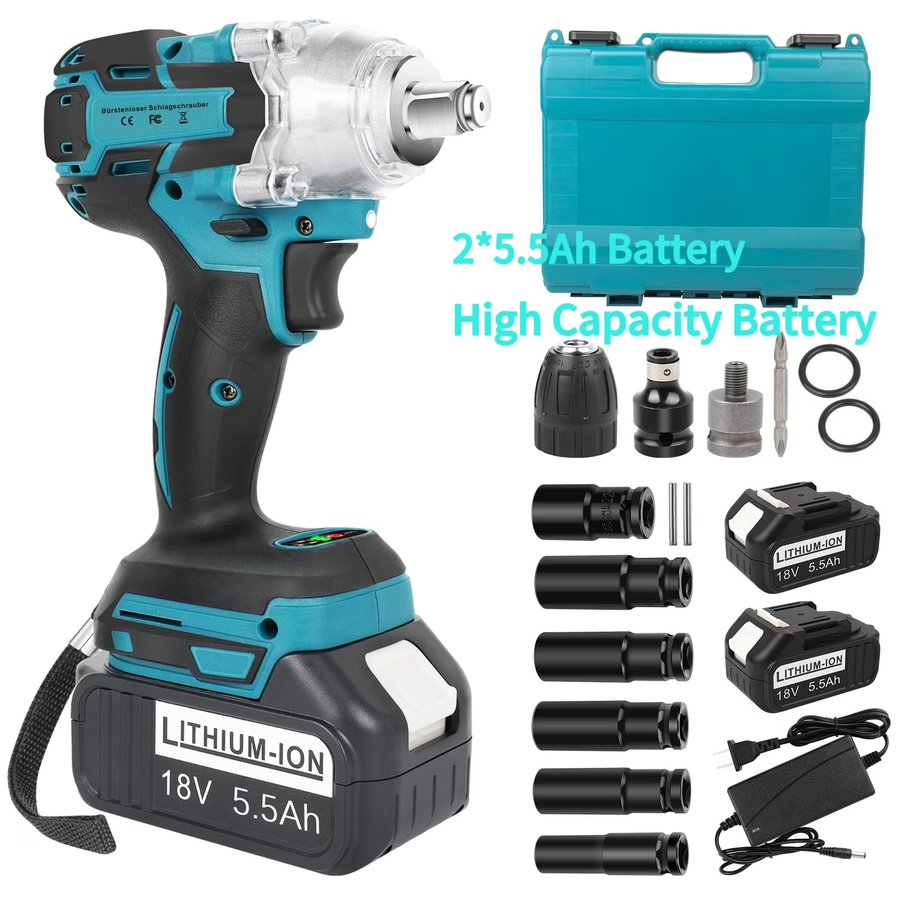 Bürstenloser Schlagschrauber
CE FC
2*5.5Ah Battery
High Capacity Battery
LITHIUM-ION
18V 5.5Ah
LITHIUM-ION
18V 5.5Ah
LITHIUM-ION
18V 5.5Ah